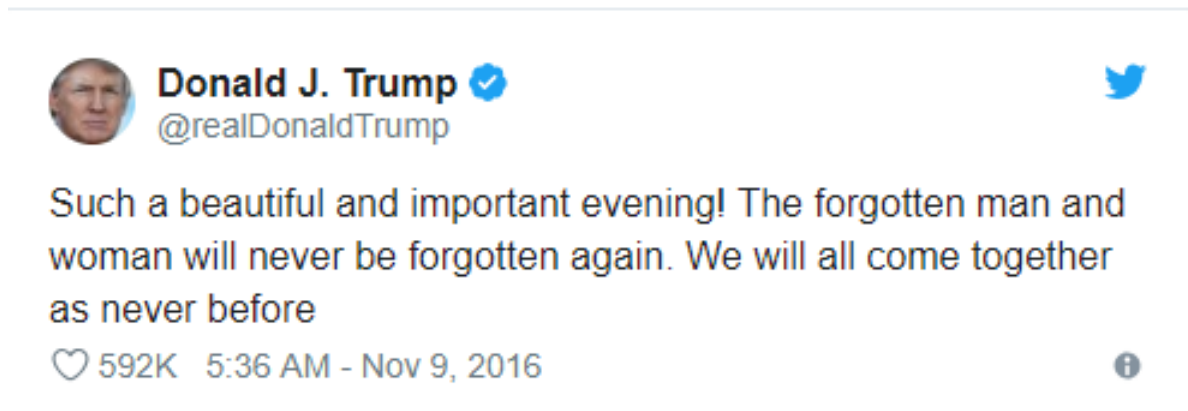 Donald J. Trump
@realDonaldTrump
Such a beautiful and important evening! The forgotten man and
woman will never be forgotten again. We will all come together
as never before
592K 5:36 AM - Nov 9, 2016